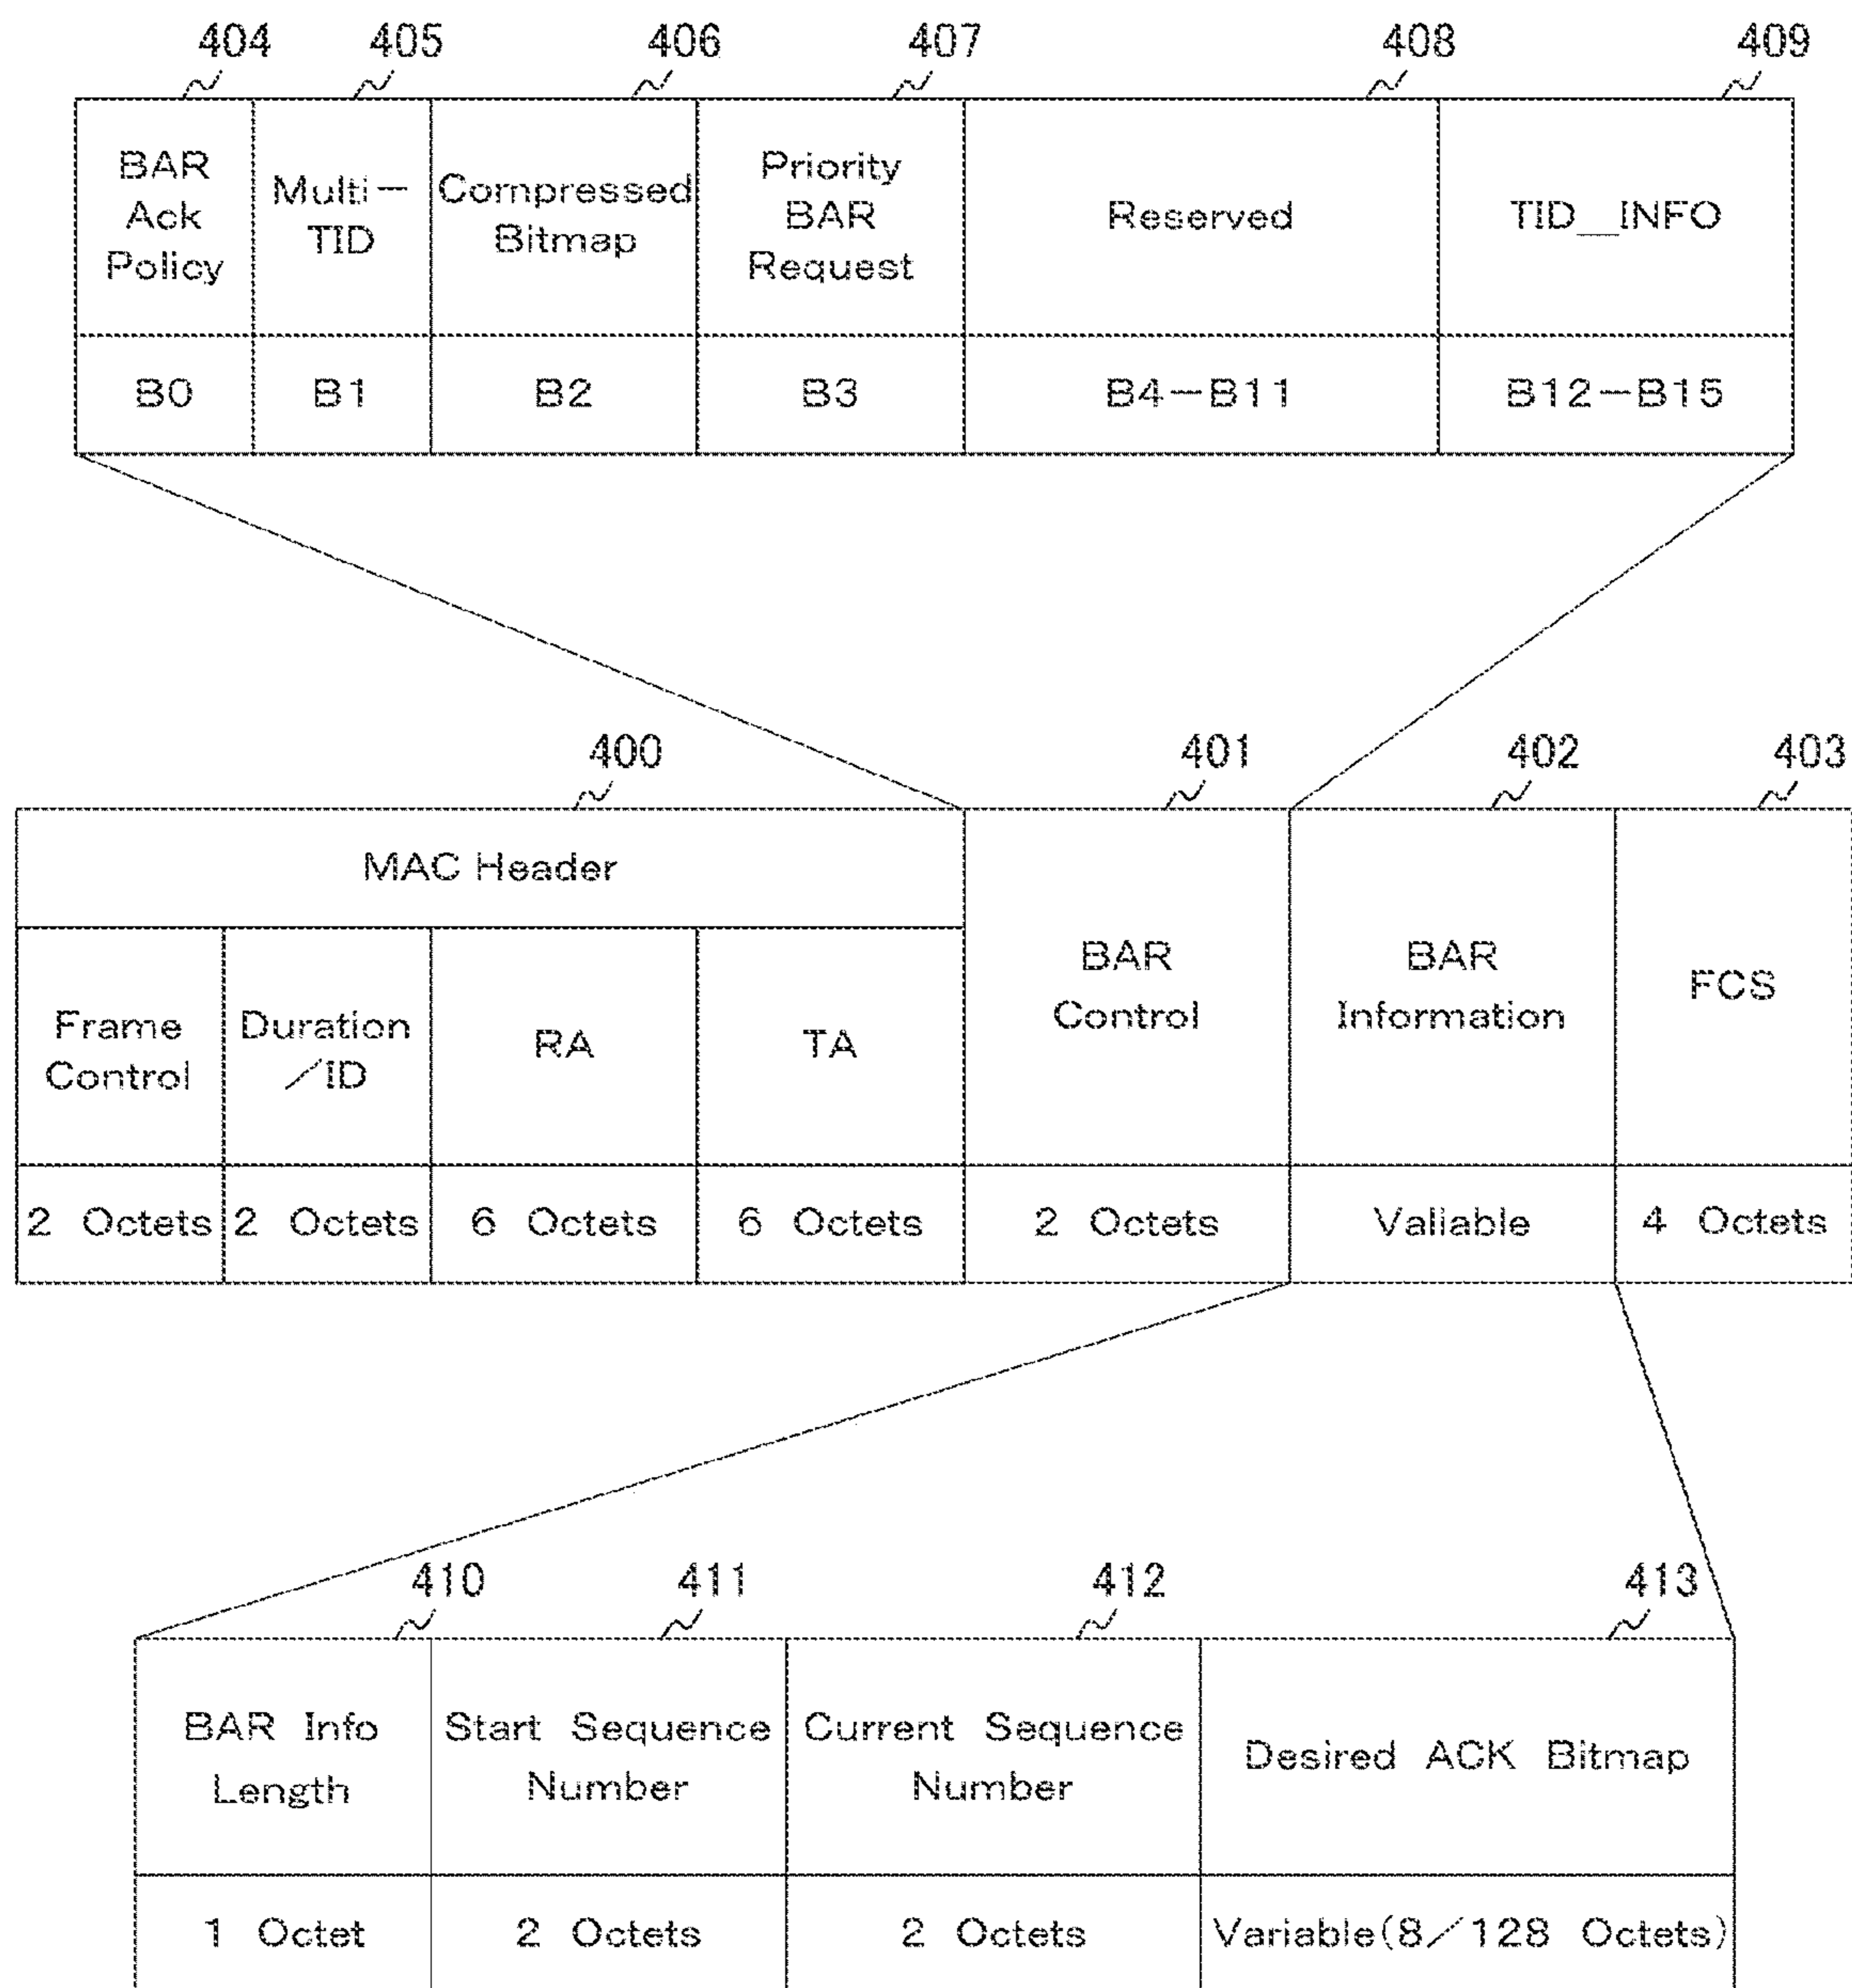 404 405 406 407 408 409
BAR
Ack
Policy
Multi-
TID
Compressed
Bitmap
Priority
BAR
Request
Reserved
TID_INFO
B0 B1 B2 B3 B4-B11 B12-B15
400 401 402 403
MAC Header
Frame
Control
Duration
/ID
RA
TA
BAR
Control
BAR
Information
FCS
2 Octets 2 Octets 6 Octets 6 Octets 2 Octets Valiable 4 Octets
410 411 412 413
BAR Info
Length
Start Sequence
Number
Current Sequence
Number
Desired ACK Bitmap
1 Octet 2 Octets 2 Octets Variable(8/128 Octets)